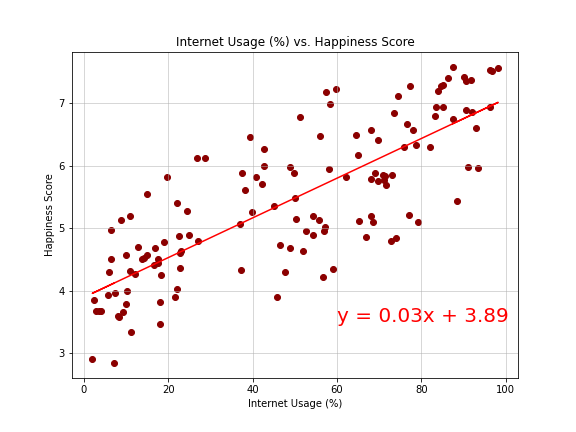 Internet Usage (%) vs. Happiness Score
Happiness Score
7
6
5
4
3
y = 0.03x + 3.89
0 20 40 60 80 100
Internet Usage (%)